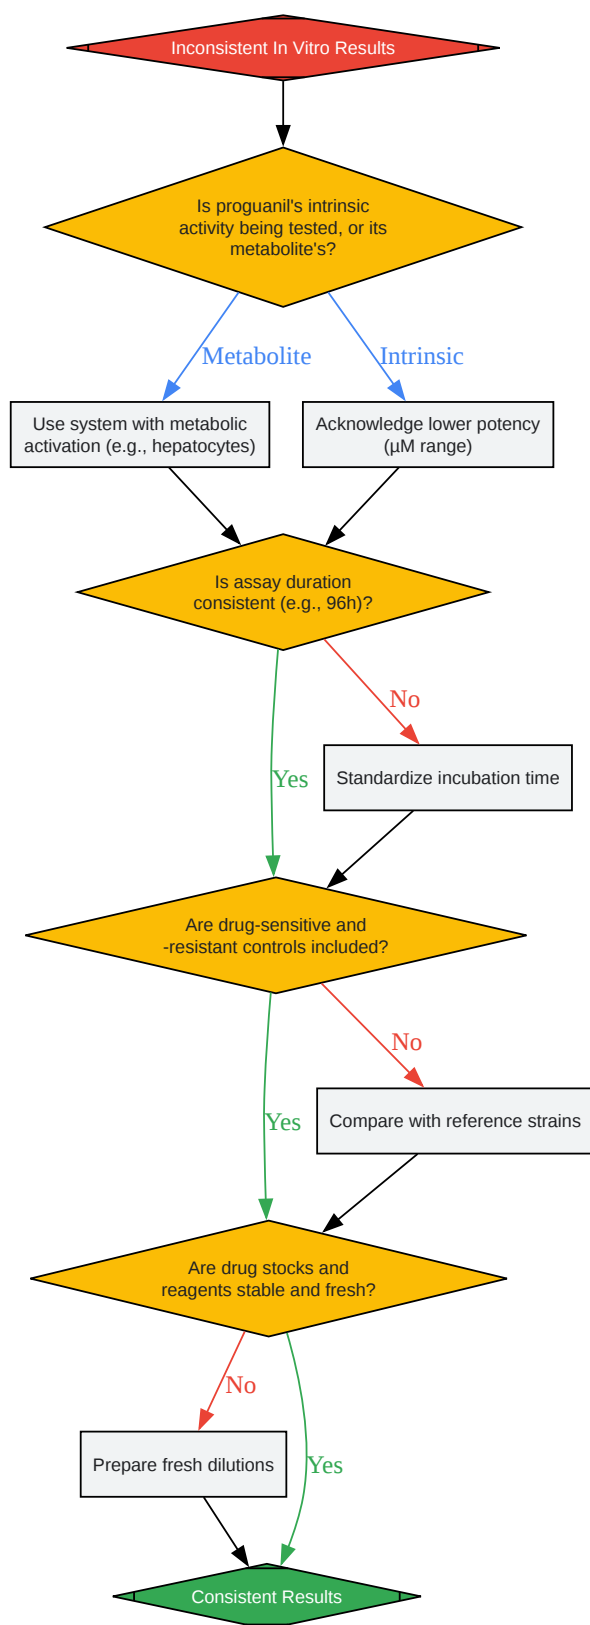 Inconsistent In Vitro Results
Is proguanil's intrinsic
activity being tested, or its
metabolite's?
Metabolite
Intrinsic
Use system with metabolic
activation (e.g., hepatocytes)
Acknowledge lower potency
(µM range)
Is assay duration
consistent (e.g., 96h)?
No
Yes
Standardize incubation time
Are drug-sensitive and
-resistant controls included?
No
Yes
Compare with reference strains
Are drug stocks and
reagents stable and fresh?
No
Yes
Prepare fresh dilutions
Consistent Results